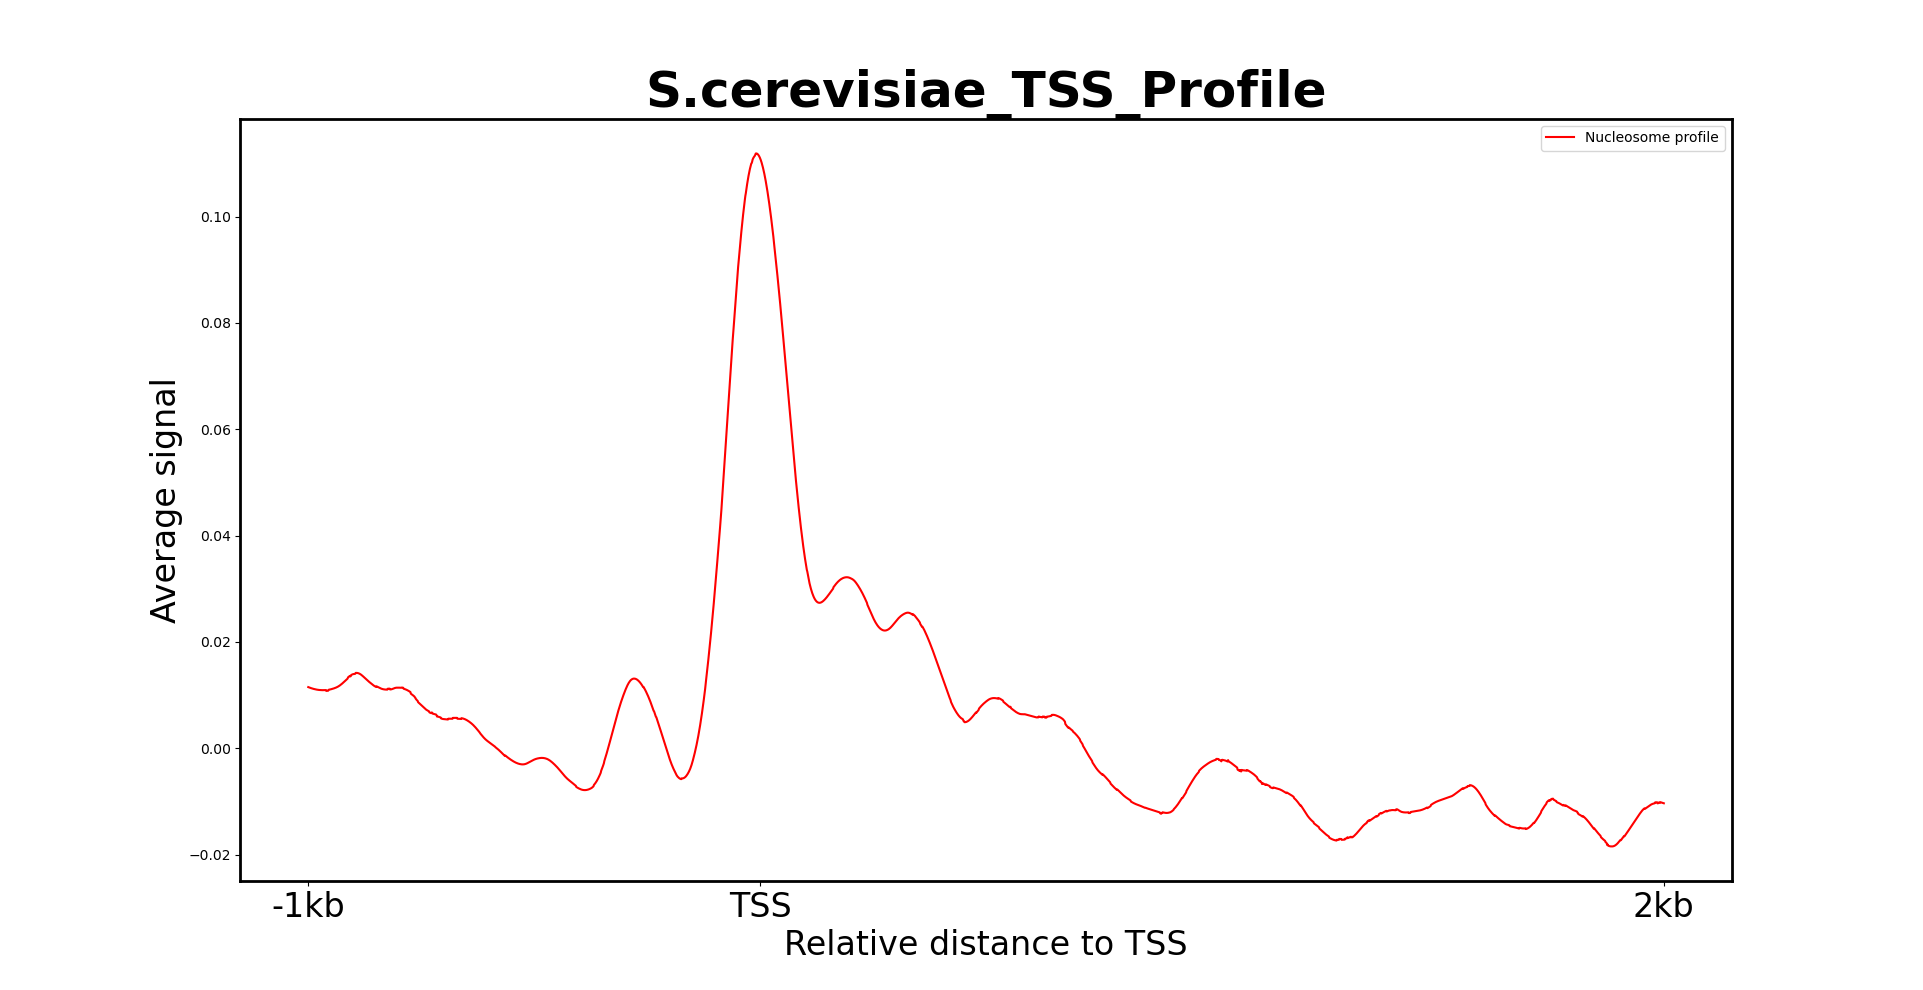 S.cerevisiae_TSS_Profile
Nucleosome profile
Average signal
0.10
0.08
0.06
0.04
0.02
0.00
−0.02
-1kb TSS 2kb
Relative distance to TSS